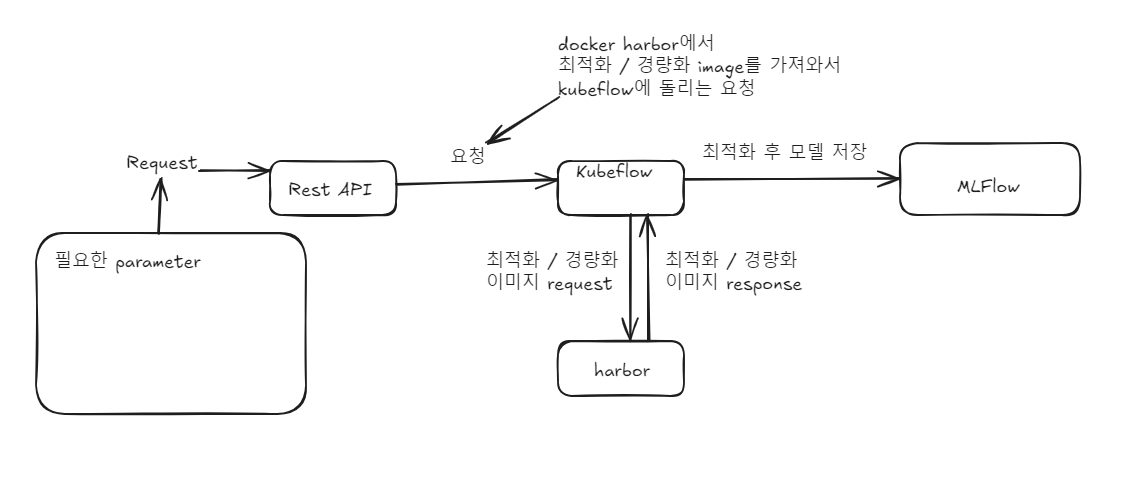 docker harbor에서
최적화 / 경량화 image를 가져와서
kubeflow에 돌리는 요청
Request
요청
최적화 후 모델 저장
Rest API
Kubeflow
MLFlow
필요한 parameter
최적화 / 경량화
이미지 request
최적화 / 경량화
이미지 response
harbor